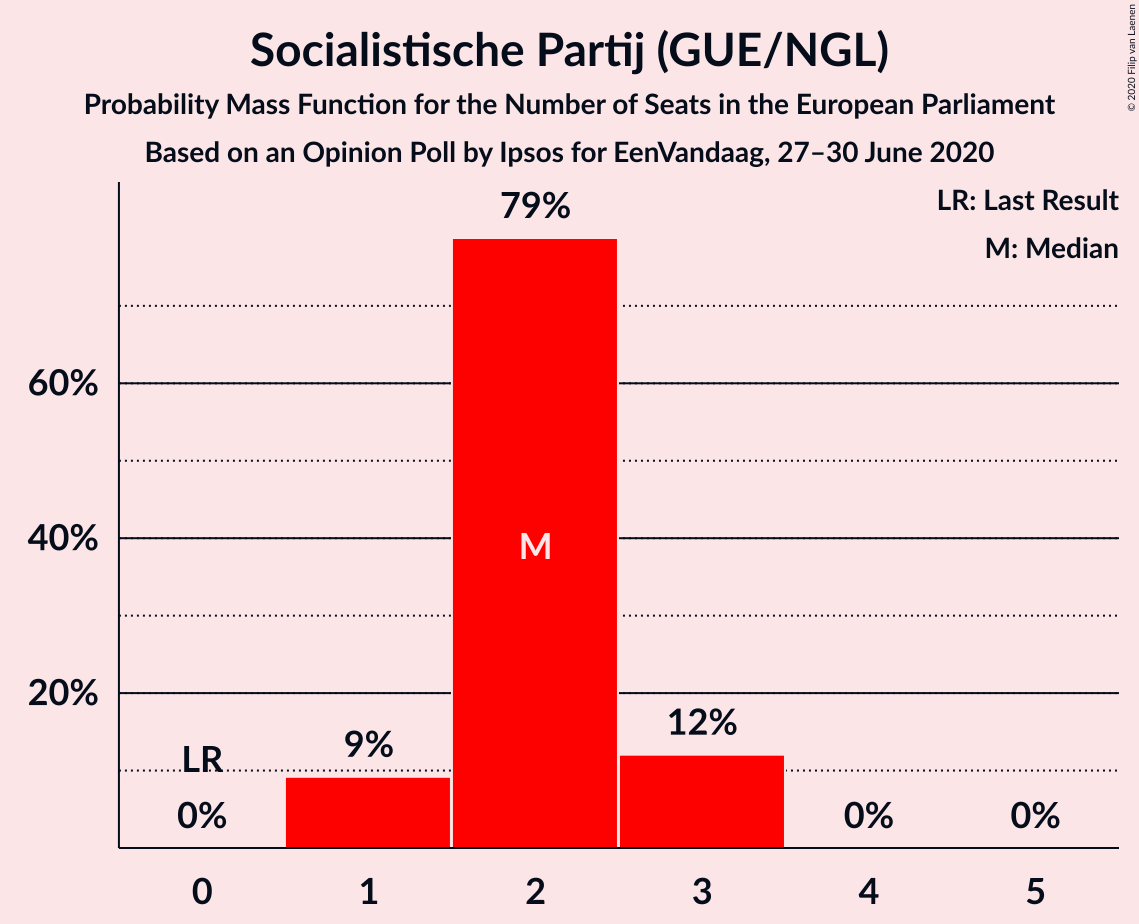 Socialistische Partij (GUE/NGL)
Probability Mass Function for the Number of Seats in the European Parliament
Based on an Opinion Poll by Ipsos for EenVandaag, 27–30 June 2020
© 2020 Filip van Laenen
LR: Last Result
M: Median
79%
60%
40%
M
20%
12%
9%
LR
0%
0%
0%
0
1
2
3
4
5